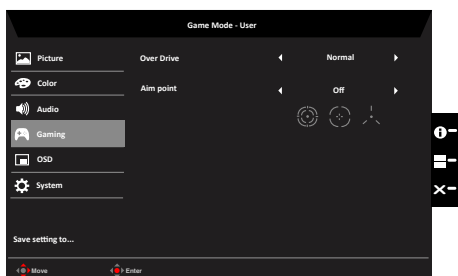 Game Mode - User
Picture
Over Drive Normal
Color
Aim point Off
Audio
Gaming
OSD
System
Save setting to...
Move Enter